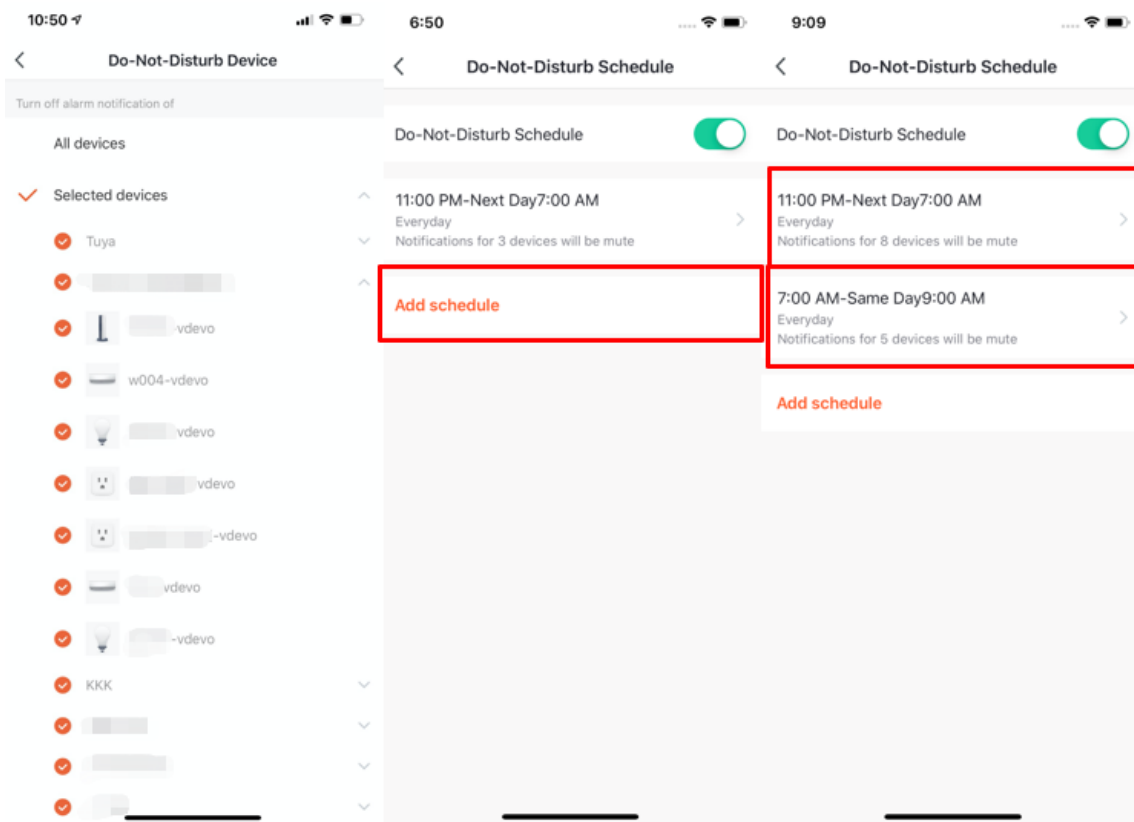 10:50
Do-Not-Disturb Device
Turn off alarm notification of
All devices
Selected devices
Tuya
-vdevo
w004-vdevo
vdevo
vdevo
-vdevo
vdevo
-vdevo
KKK
6:50
Do-Not-Disturb Schedule
Do-Not-Disturb Schedule
11:00 PM-Next Day7:00 AM
Everyday
Notifications for 3 devices will be mute
Add schedule
9:09
Do-Not-Disturb Schedule
Do-Not-Disturb Schedule
11:00 PM-Next Day7:00 AM
Everyday
Notifications for 8 devices will be mute
7:00 AM-Same Day9:00 AM
Everyday
Notifications for 5 devices will be mute
Add schedule